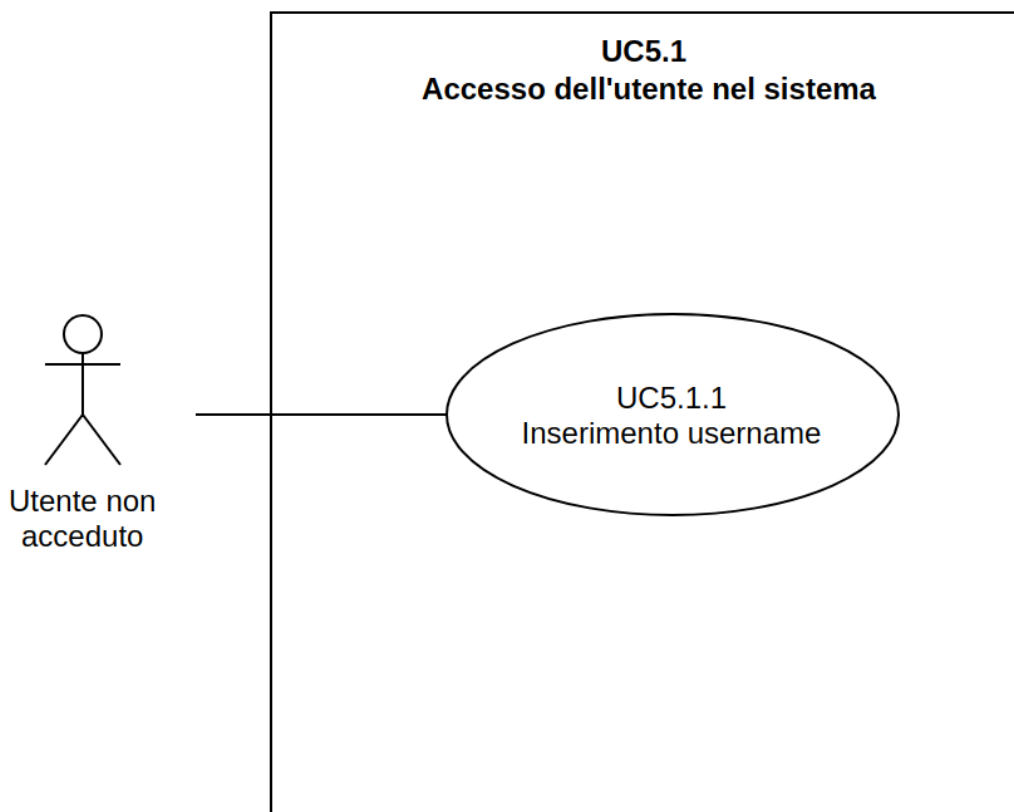 UC5.1
Accesso dell'utente nel sistema
UC5.1.1
Inserimento username
Utente non
acceduto